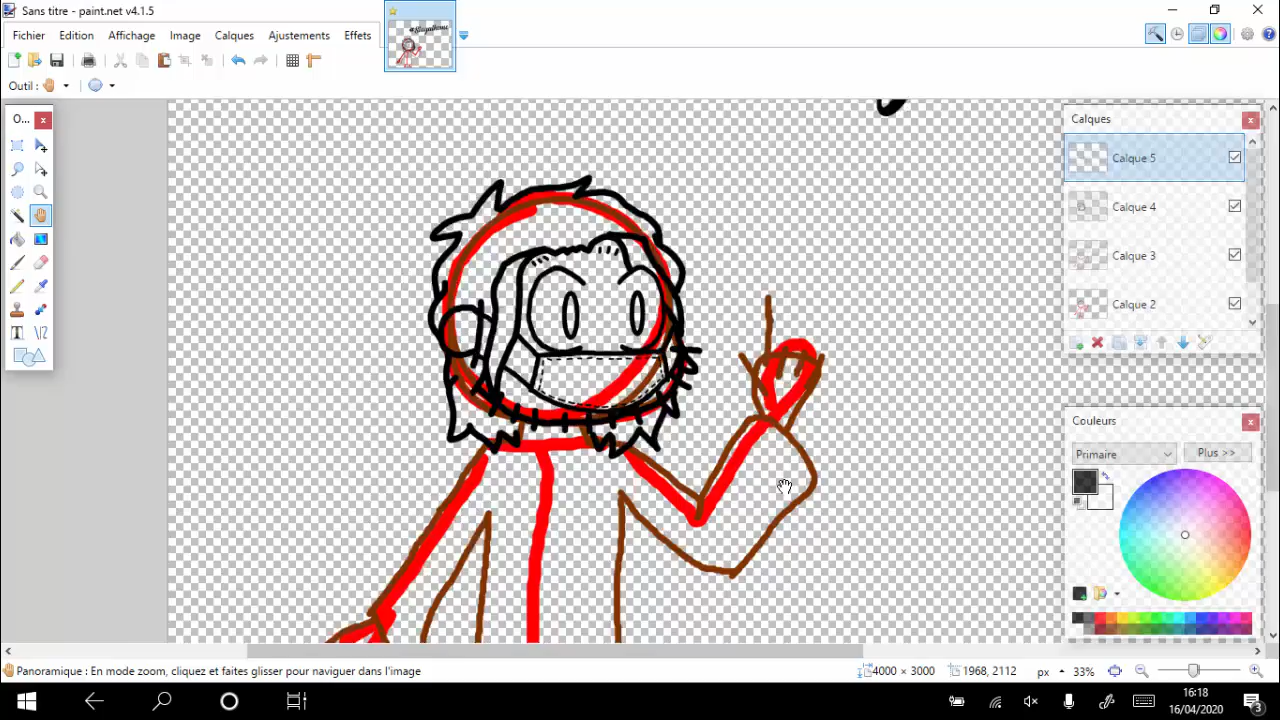 Sans titre - paint.net v4.1.5
Fichier Edition Affichage Image Calques Ajustements Effets
Outil :
O...
Calques
Calque 5
Calque 4
Calque 3
Calque 2
Couleurs
Primaire
Plus >>
Panoramique : En mode zoom, cliquez et faites glisser pour naviguer dans l'image
4000 × 3000
1968, 2112
px
33%
16:18
16/04/2020
3